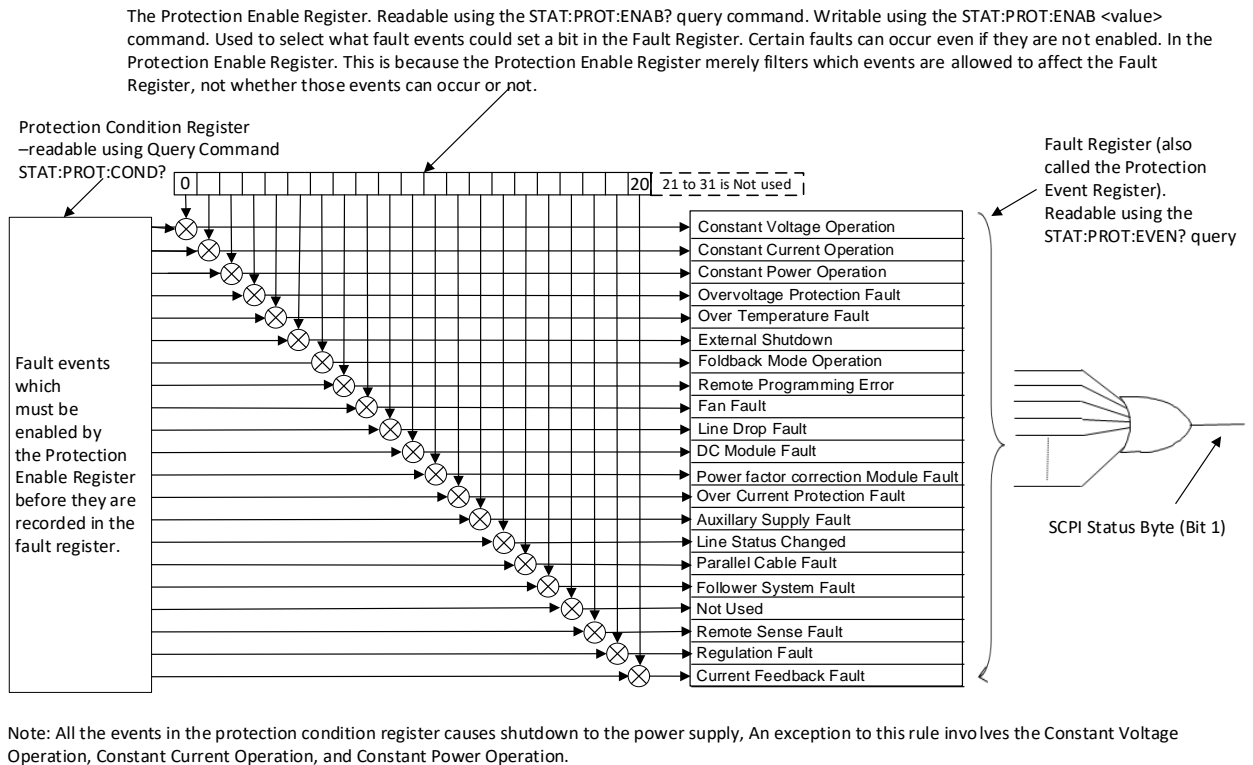 The Protection Enable Register. Readable using the STAT:PROT:ENAB? query command. Writable using the STAT:PROT:ENAB <value>
command. Used to select what fault events could set a bit in the Fault Register. Certain faults can occur even if they are not enabled. In the
Protection Enable Register. This is because the Protection Enable Register merely filters which events are allowed to affect the Fault
Register, not whether those events can occur or not.
Protection Condition Register
–readable using Query Command
STAT:PROT:COND?
0
20
21 to 31 is Not used
Fault Register (also
called the Protection
Event Register).
Readable using the
STAT:PROT:EVEN? query
Fault events
which
must be
enabled by
the Protection
Enable Register
before they are
recorded in the
fault register.
Constant Voltage Operation
Constant Current Operation
Constant Power Operation
Overvoltage Protection Fault
Over Temperature Fault
External Shutdown
Foldback Mode Operation
Remote Programming Error
Fan Fault
Line Drop Fault
DC Module Fault
Power factor correction Module Fault
Over Current Protection Fault
Auxillary Supply Fault
Line Status Changed
Parallel Cable Fault
Follower System Fault
Not Used
Remote Sense Fault
Regulation Fault
Current Feedback Fault
SCPI Status Byte (Bit 1)
Note: All the events in the protection condition register causes shutdown to the power supply, An exception to this rule involves the Constant Voltage
Operation, Constant Current Operation, and Constant Power Operation.